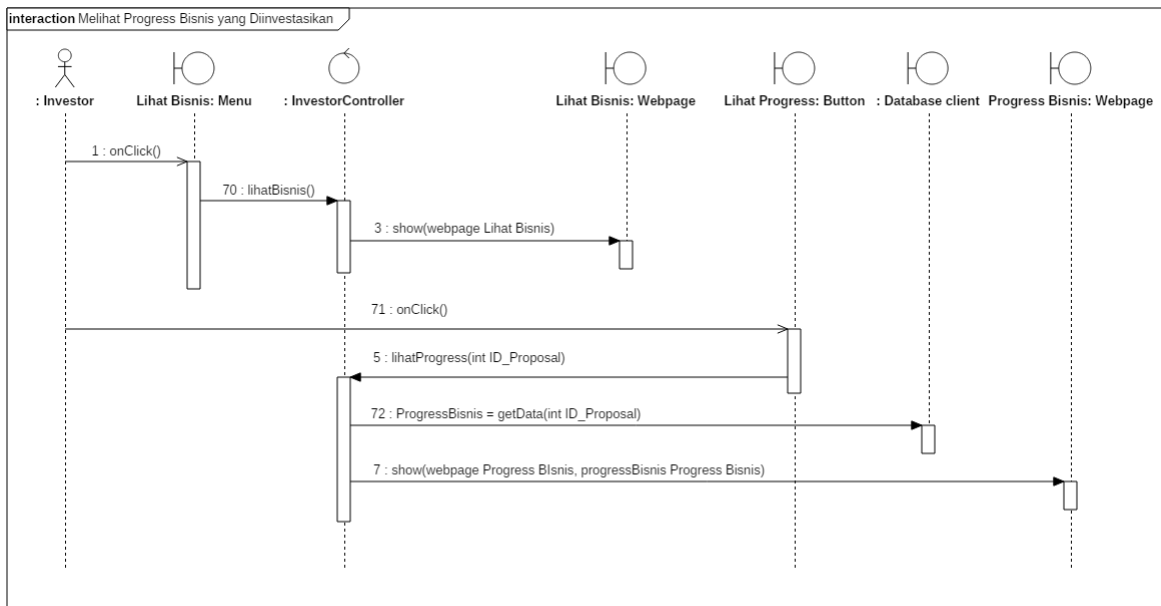 interaction Melihat Progress Bisnis yang Diinvestasikan
: Investor
Lihat Bisnis: Menu
: InvestorController
Lihat Bisnis: Webpage
Lihat Progress: Button
: Database client
Progress Bisnis: Webpage
1 : onClick()
70 : lihatBisnis()
3 : show(webpage Lihat Bisnis)
71 : onClick()
5 : lihatProgress(int ID_Proposal)
72 : ProgressBisnis = getData(int ID_Proposal)
7 : show(webpage Progress BIsnis, progressBisnis Progress Bisnis)